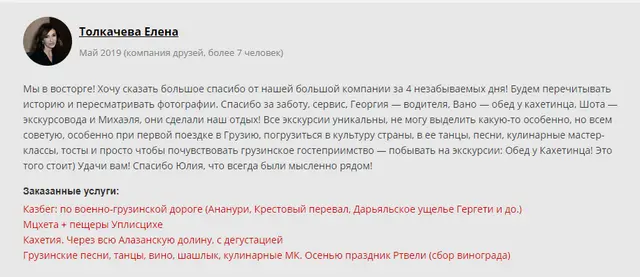 Толкачева Елена
Май 2019 (компания друзей, более 7 человек)
Мы в восторге! Хочу сказать большое спасибо от нашей большой компании за 4 незабываемых дня! Будем перечитывать
историю и пересматривать фотографии. Спасибо за заботу, сервис, Георгия — водителя, Вано — обед у кахетинца, Шота —
экскурсовода и Михаэля, они сделали наш отдых! Все экскурсии уникальны, не могу выделить какую-то особенно, но всем
советую, особенно при первой поездке в Грузию, погрузиться в культуру страны, в ее танцы, песни, кулинарные мастер-
классы, тосты и просто чтобы почувствовать грузинское гостеприимство — побывать на экскурсии: Обед у Кахетинца! Это
того стоит) Удачи вам! Спасибо Юлия, что всегда были мысленно рядом!
Заказанные услуги:
Казбег: по военно-грузинской дороге (Ананури, Крестовый перевал, Дарьяльское ущелье Гергети и до.)
Мцхета + пещеры Уплисцихе
Кахетия. Через всю Алазанскую долину, с дегустацией
Грузинские песни, танцы, вино, шашлык, кулинарные МК. Осенью праздник Ртвели (сбор винограда)